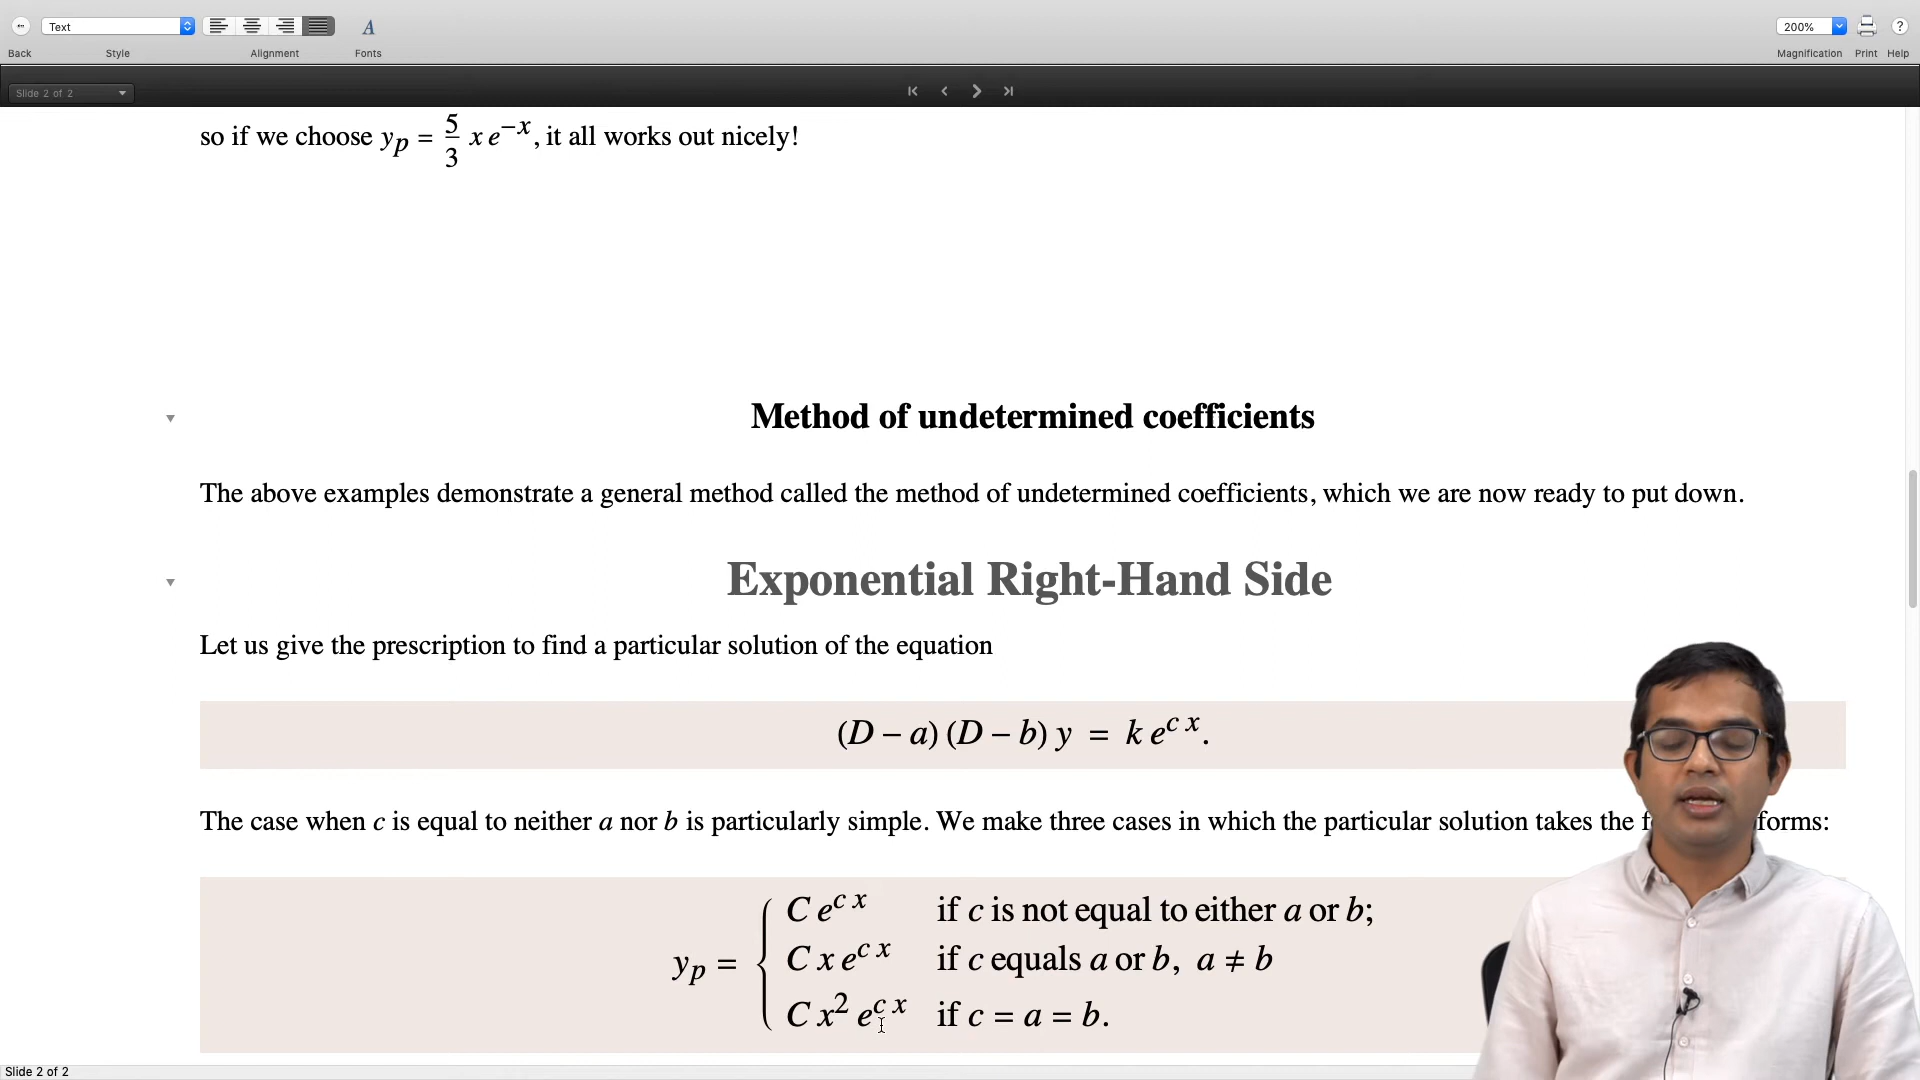 Text
200%
Back
Style
Alignment
Fonts
Magnification
Print
Help
Slide 2 of 2
so if we choose y_p = 5/3 x e^{-x}, it all works out nicely!
Method of undetermined coefficients
The above examples demonstrate a general method called the method of undetermined coefficients, which we are now ready to put down.
Exponential Right-Hand Side
Let us give the prescription to find a particular solution of the equation
(D − a) (D − b) y = k e^{c x}.
The case when c is equal to neither a nor b is particularly simple. We make three cases in which the particular solution takes the forms:
y_p = { C e^{c x} if c is not equal to either a or b;
C x e^{c x} if c equals a or b, a ≠ b
C x^2 e^{c x} if c = a = b.
Slide 2 of 2